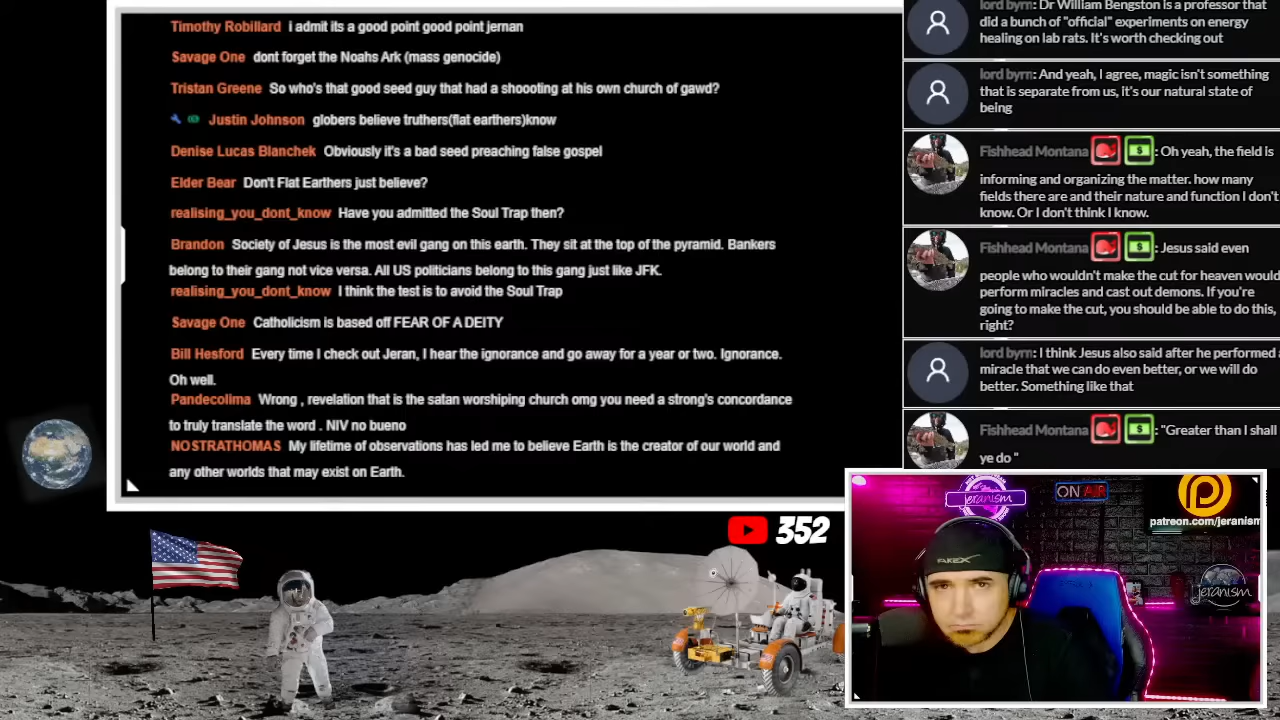 Timothy Robillard i admit its a good point good point jernan
Savage One dont forget the Noahs Ark (mass genocide)
Tristan Greene So who's that good seed guy that had a shoooting at his own church of gawd?
Justin Johnson globers believe truthers(flat earthers)know
Denise Lucas Blanchek Obviously it's a bad seed preaching false gospel
Elder Bear Don't Flat Earthers just believe?
realising_you_dont_know Have you admitted the Soul Trap then?
Brandon Society of Jesus is the most evil gang on this earth. They sit at the top of the pyramid. Bankers
belong to their gang not vice versa. All US politicians belong to this gang just like JFK.
realising_you_dont_know I think the test is to avoid the Soul Trap
Savage One Catholicism is based off FEAR OF A DEITY
Bill Hesford Every time I check out Jeran, I hear the ignorance and go away for a year or two. Ignorance.
Oh well.
Pandecolima Wrong , revelation that is the satan worshiping church omg you need a strong's concordance
to truly translate the word . NIV no bueno
NOSTRATHOMAS My lifetime of observations has led me to believe Earth is the creator of our world and
any other worlds that may exist on Earth.
lord byrn: Dr William Bengston is a professor that
did a bunch of "official" experiments on energy
healing on lab rats. It's worth checking out
lord byrn: And yeah, I agree, magic isn't something
that is separate from us, it's our natural state of
being
Fishhead Montana $ : Oh yeah, the field is
informing and organizing the matter. how many
fields there are and their nature and function I don't
know. Or I don't think I know.
Fishhead Montana $ : Jesus said even
people who wouldn't make the cut for heaven would
perform miracles and cast out demons. If you're
going to make the cut, you should be able to do this,
right?
lord byrn: I think Jesus also said after he performed a
miracle that we can do even better, or we will do
better. Something like that
Fishhead Montana $ : "Greater than I shall
ye do "
352
jeranism
ON AIR
patreon.com/jeranism
FAKEX
jeranism